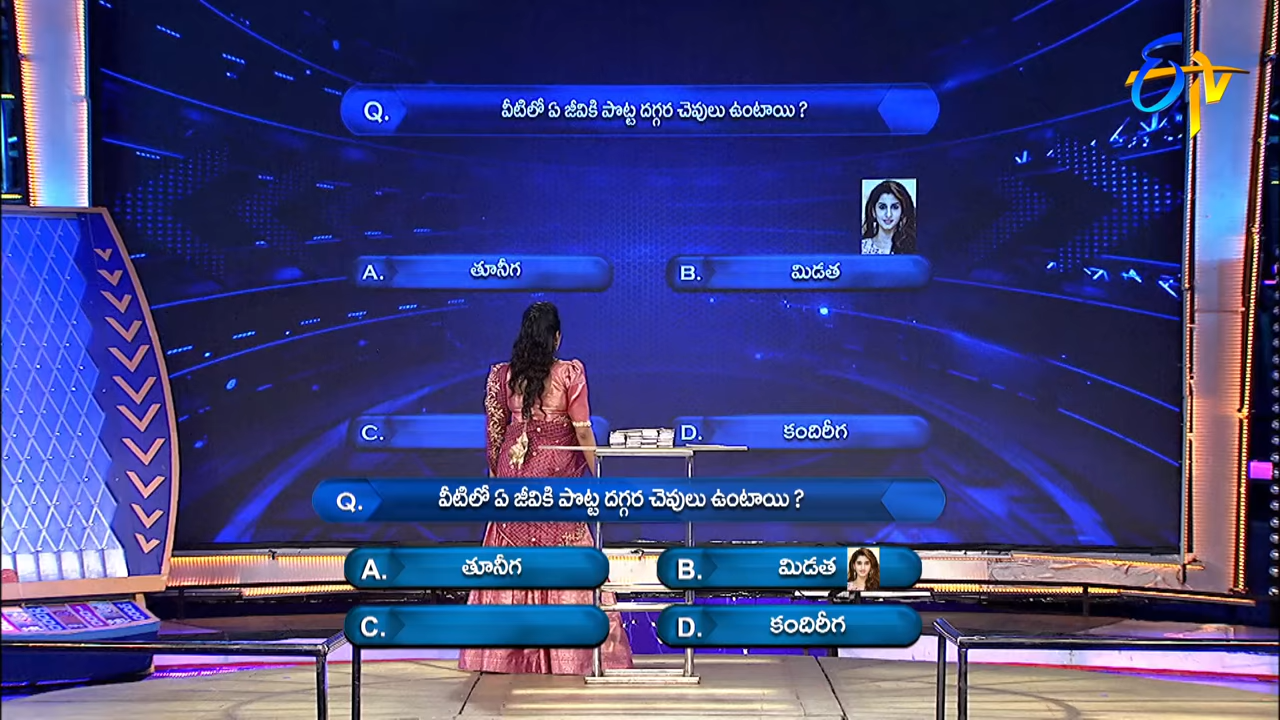 ETV
Q. వీటిలో ఏ జీవికి పొట్ట దగ్గర చెవులు ఉంటాయి ?
A. తూనీగ
B. మిడత
C.
D. కందిరీగ
Q. వీటిలో ఏ జీవికి పొట్ట దగ్గర చెవులు ఉంటాయి ?
A. తూనీగ
B. మిడత
C.
D. కందిరీగ